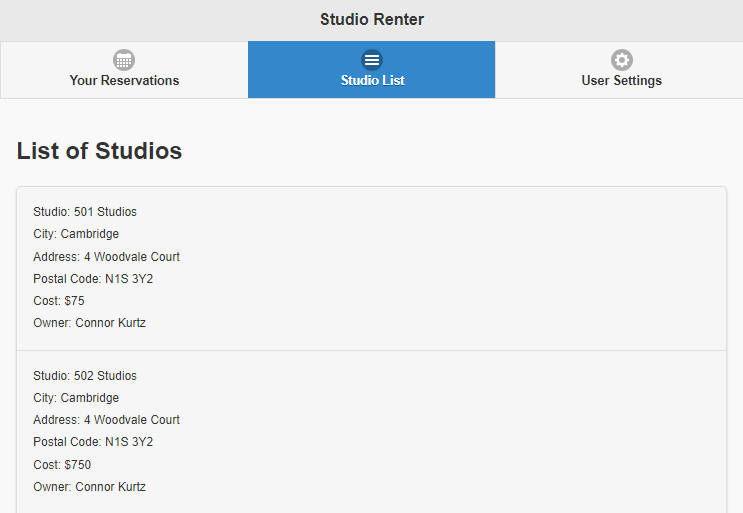 Studio Renter
Your Reservations
Studio List
User Settings
List of Studios
Studio: 501 Studios
City: Cambridge
Address: 4 Woodvale Court
Postal Code: N1S 3Y2
Cost: $75
Owner: Connor Kurtz
Studio: 502 Studios
City: Cambridge
Address: 4 Woodvale Court
Postal Code: N1S 3Y2
Cost: $750
Owner: Connor Kurtz